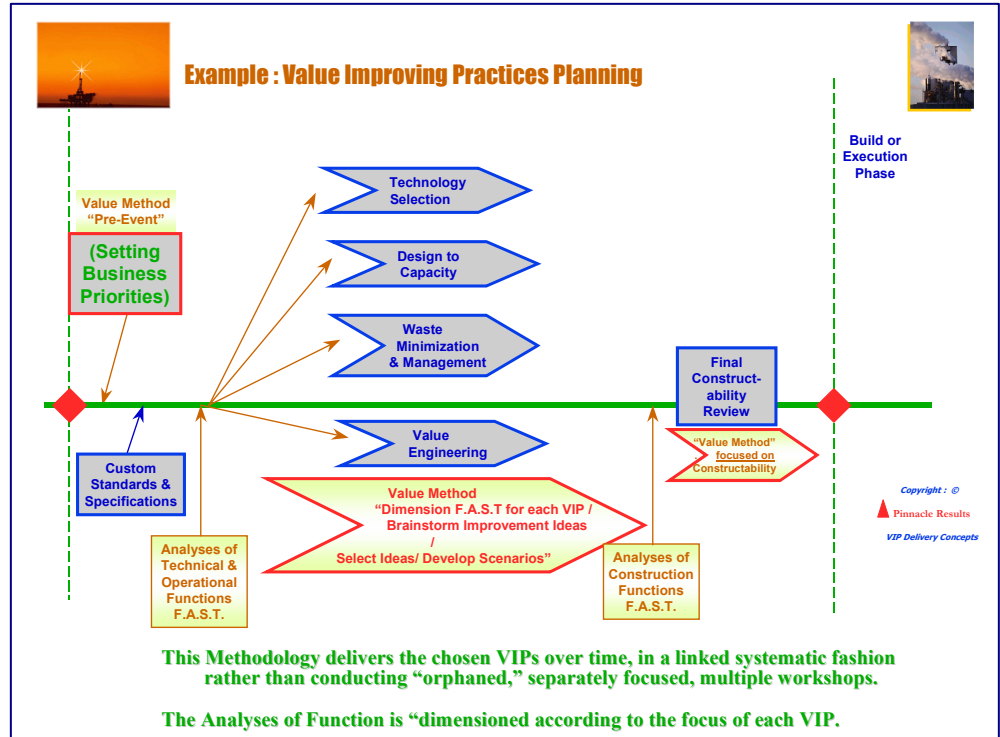 Example : Value Improving Practices Planning
Build or
Execution
Phase
Value Method
“Pre-Event”
(Setting
Business
Priorities)
Technology
Selection
Design to
Capacity
Waste
Minimization
& Management
Final
Construct-
ability
Review
Value
Engineering
“Value Method”
. focused on
Constructability
Custom
Standards &
Specifications
Value Method
“Dimension F.A.S.T for each VIP /
Brainstorm Improvement Ideas
/
Select Ideas/ Develop Scenarios”
Analyses of
Technical &
Operational
Functions
F.A.S.T.
Analyses of
Construction
Functions
F.A.S.T.
Copyright : ©
Pinnacle Results
VIP Delivery Concepts
This Methodology delivers the chosen VIPs over time, in a linked systematic fashion
rather than conducting “orphaned,” separately focused, multiple workshops.
The Analyses of Function is “dimensioned according to the focus of each VIP.